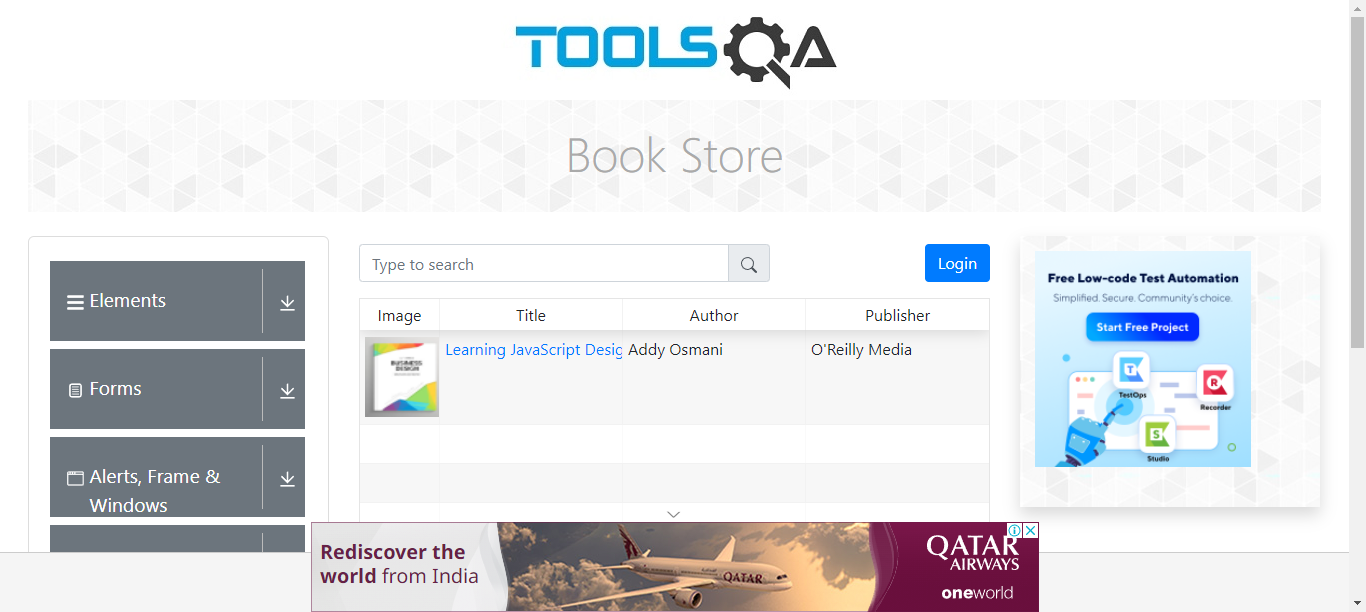 TOOLSQA
Book Store
Elements
Forms
Alerts, Frame &
Windows
Type to search
Login
Image
Title
Author
Publisher
BUSINESS
DESIGN
Learning JavaScript Desig
Addy Osmani
O'Reilly Media
Free Low-code Test Automation
Simplified. Secure. Community's choice.
Start Free Project
TestOps
Recorder
Studio
Rediscover the
world from India
QATAR
QATAR
AIRWAYS
oneworld